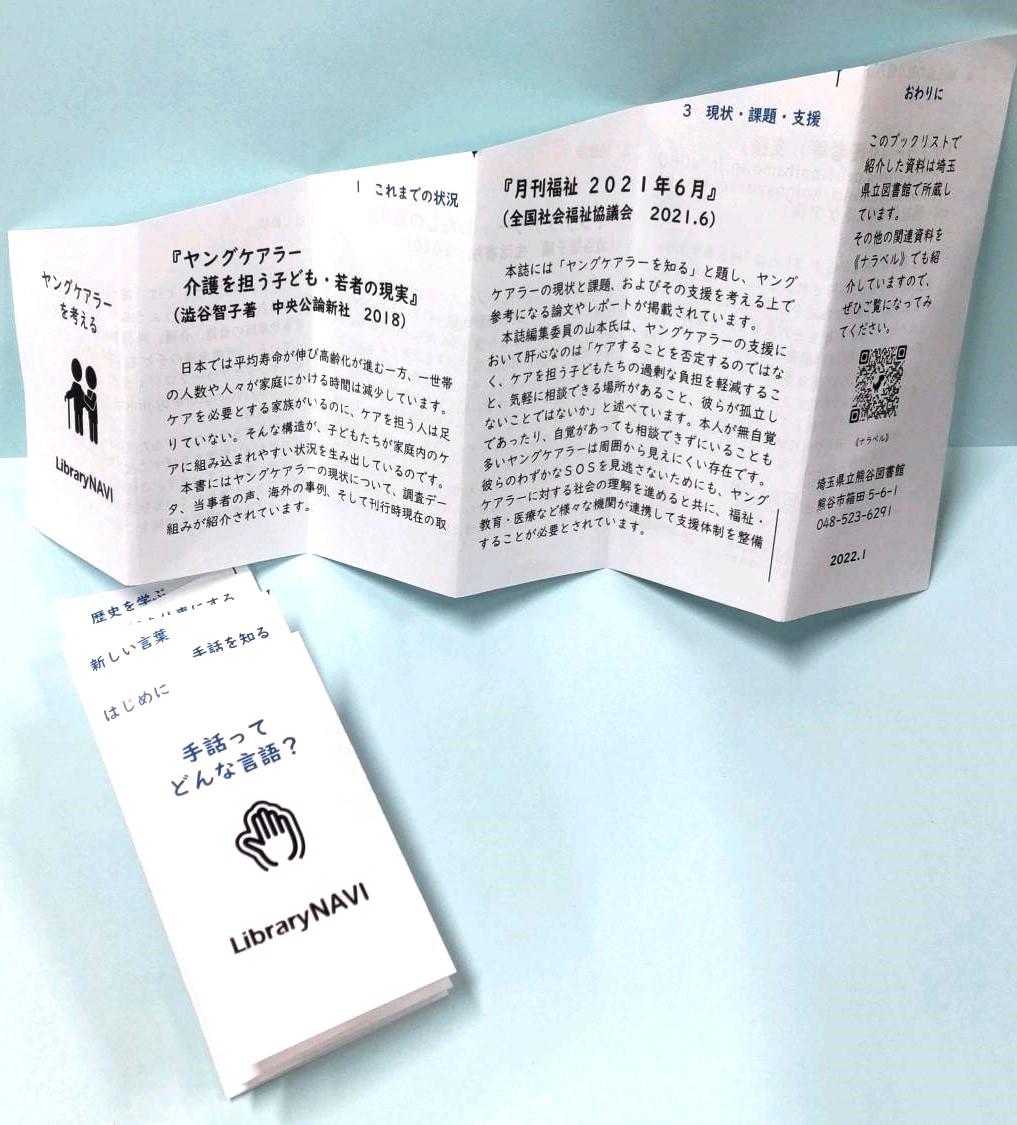 ヤングケアラー
を考える
LibraryNAVI
1 これまでの状況
『ヤングケアラー
介護を担う子ども・若者の現実』
（澁谷智子著　中央公論新社　2018）
日本では平均寿命が伸び高齢化が進む一方、一世帯
の人数や人々が家庭にかける時間は減少しています。
ケアを必要とする家族がいるのに、ケアを担う人は足
りていない。そんな構造が、子どもたちが家庭内のケ
アに組み込まれやすい状況を生み出しているのです。
本書にはヤングケアラーの現状について、調査デー
タ、当事者の声、海外の事例、そして刊行時現在の取
組みが紹介されています。
3 現状・課題・支援
『月刊福祉 2021年6月』
（全国社会福祉協議会　2021.6）
本誌には「ヤングケアラーを知る」と題し、ヤング
ケアラーの現状と課題、およびその支援を考える上で
参考になる論文やレポートが掲載されています。
本誌編集委員の山本氏は、ヤングケアラーの支援に
おいて肝心なのは「ケアすることを否定するのではな
く、ケアを担う子どもたちの過剰な負担を軽減するこ
と、気軽に相談できる場所があること、彼らが孤立し
ないことではないか」と述べています。本人が無自覚
であったり、自覚があっても相談できずにいることも
多いヤングケアラーは周囲から見えにくい存在です。
彼らのわずかなSOSを見逃さないためにも、ヤング
ケアラーに対する社会の理解を進めると共に、福祉・
教育・医療など様々な機関が連携して支援体制を整備
することが必要とされています。
おわりに
このブックリストで
紹介した資料は埼玉
県立図書館で所蔵し
ています。
その他の関連資料を
《ナラベル》でも紹
介していますので、
ぜひご覧になってみ
てください。
《ナラベル》
埼玉県立熊谷図書館
熊谷市箱田 5-6-1
048-523-6291
2022.1
歴史を学ぶ
仕事にする
新しい言葉
手話を知る
はじめに
手話って
どんな言語？
LibraryNAVI